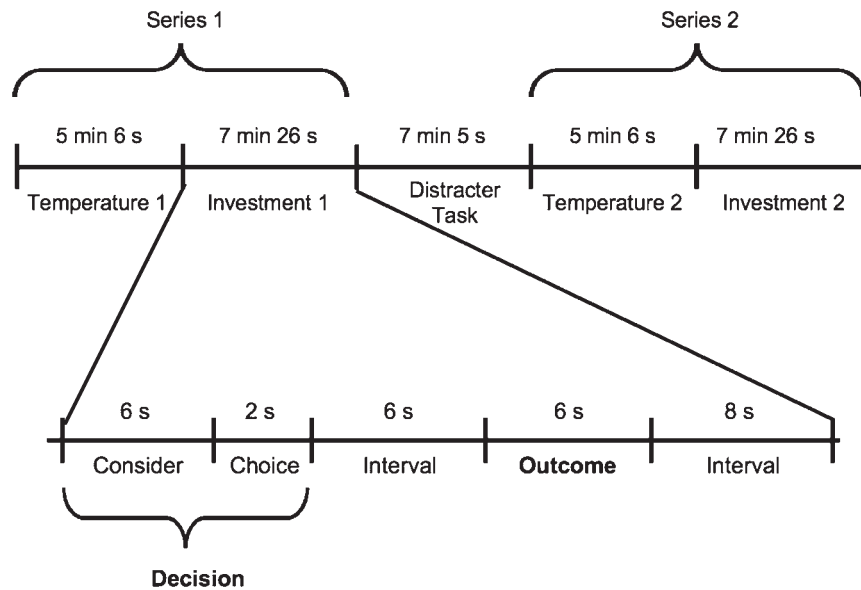 Series 1
Series 2
5 min 6 s
7 min 26 s
7 min 5 s
5 min 6 s
7 min 26 s
Temperature 1
Investment 1
Distracter
Task
Temperature 2
Investment 2
6 s
2 s
6 s
6 s
8 s
Consider
Choice
Interval
Outcome
Interval
Decision